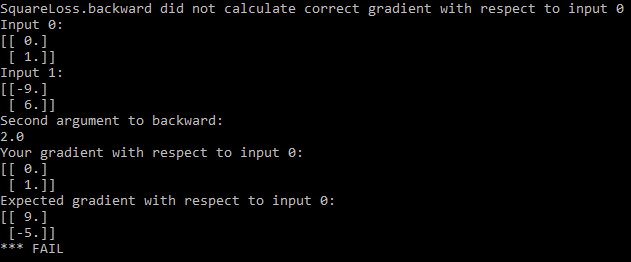 SquareLoss.backward did not calculate correct gradient with respect to input 0
Input 0:
[[ 0.]
 [ 1.]]
Input 1:
[[-9.]
 [ 6.]]
Second argument to backward:
2.0
Your gradient with respect to input 0:
[[ 0.]
 [ 1.]]
Expected gradient with respect to input 0:
[[ 9.]
 [-5.]]
*** FAIL